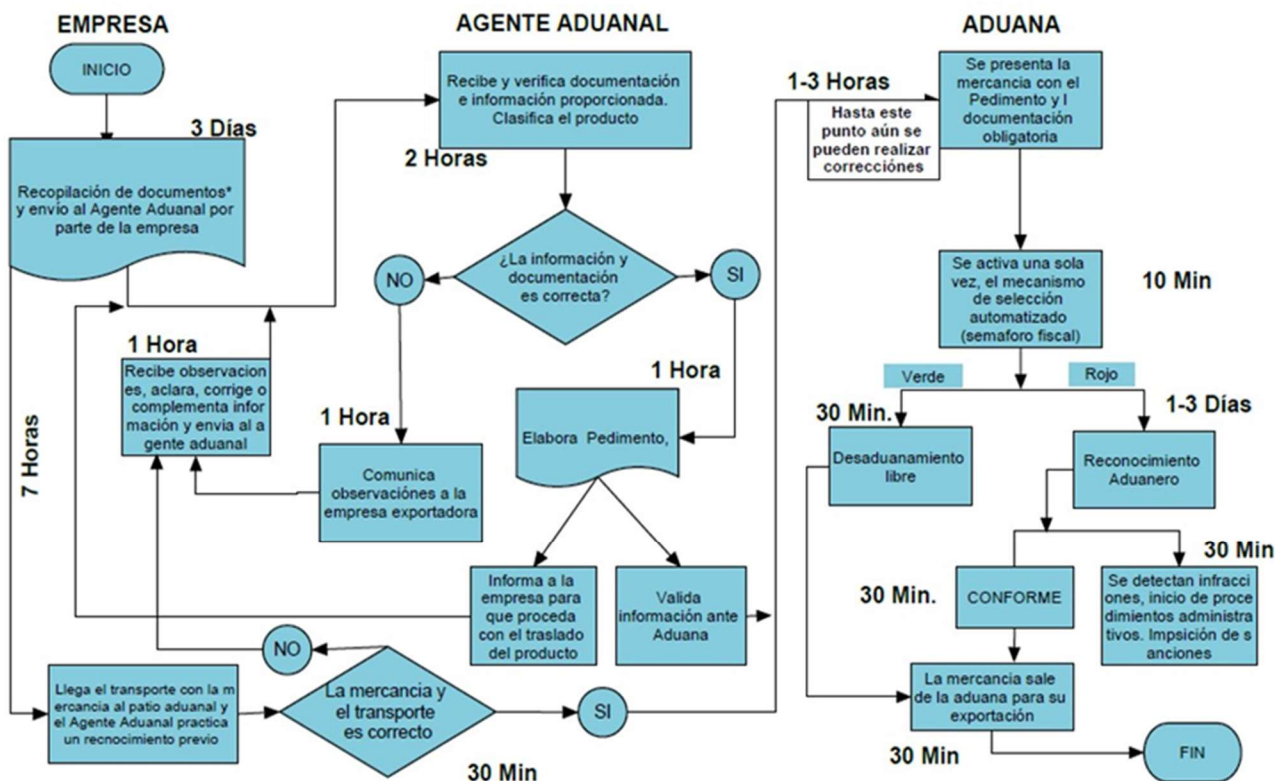 EMPRESA
INICIO
3 Días
Recopilación de documentos*
y envío al Agente Aduanal por
parte de la empresa
1 Hora
Recibe observacion
es, aclara, corrige o
complementa infor
mación y envia al a
gente aduanal
7 Horas
Llega el transporte con la m
ercancia al patio aduanal y
el Agente Aduanal practica
un recnocimiento previo
NO
La mercancia y
el transporte
es correcto
30 Min
SI
AGENTE ADUANAL
Recibe y verifica documentación
e información proporcionada.
Clasifica el producto
2 Horas
¿La información y
documentación
es correcta?
NO
SI
1 Hora
Comunica
observaciónes a la
empresa exportadora
1 Hora
Elabora Pedimento,
Informa a la
empresa para
que proceda
con el traslado
del producto
Valida
información ante
Aduana
ADUANA
1-3 Horas
Hasta este
punto aún se
pueden realizar
correcciónes
Se presenta la
mercancia con el
Pedimento y l
documentación
obligatoria
Se activa una sola
vez, el mecanismo
de selección
automatizado
(semaforo fiscal)
10 Min
Verde
Rojo
30 Min.
Desaduanamiento
libre
1-3 Días
Reconocimiento
Aduanero
30 Min.
CONFORME
30 Min
Se detectan infracci
ones, inicio de proce
dimientos administra
tivos. Impsición de s
anciones
La mercancia sale
de la aduana para su
exportación
30 Min
FIN